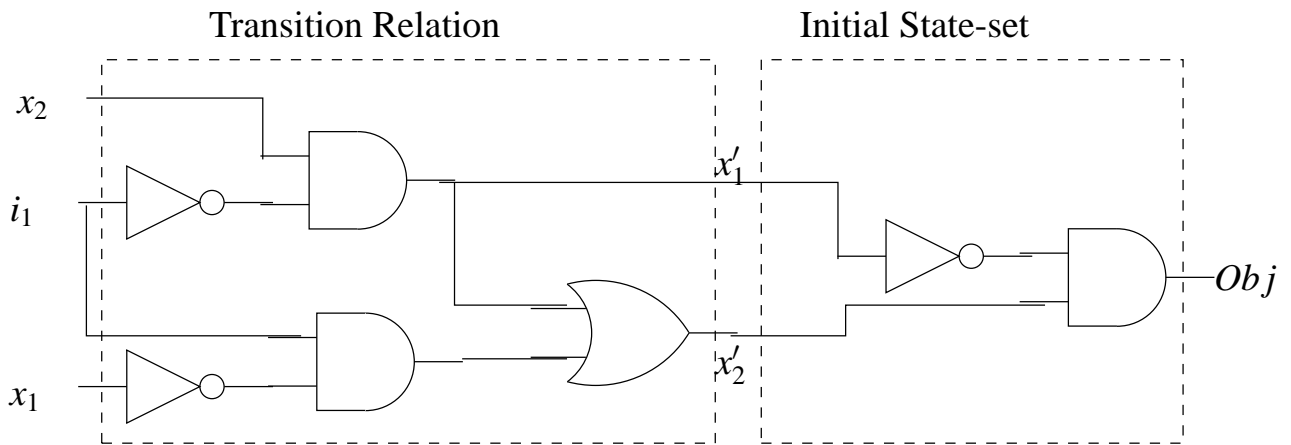 Transition Relation
Initial State-set
x₂
x′₁
i₁
Obj
x′₂
x₁